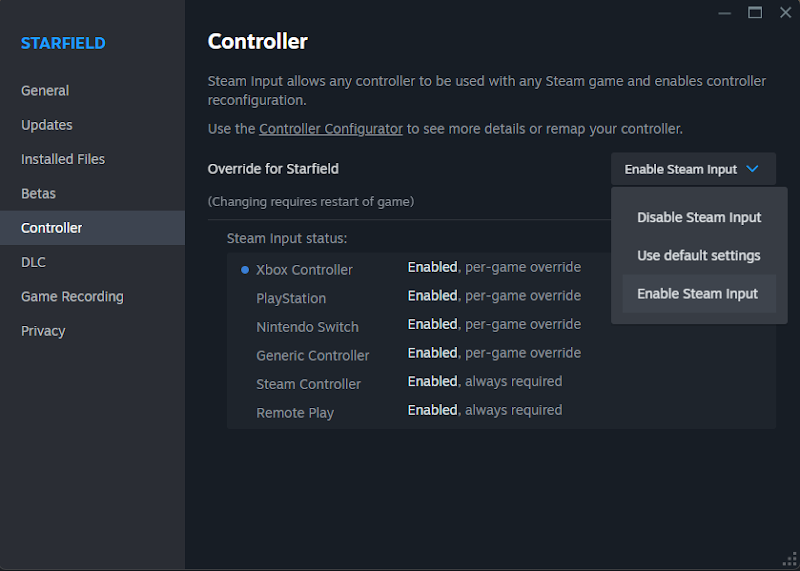 STARFIELD
General
Updates
Installed Files
Betas
Controller
DLC
Game Recording
Privacy
Controller
Steam Input allows any controller to be used with any Steam game and enables controller
reconfiguration.
Use the Controller Configurator to see more details or remap your controller.
Override for Starfield
Enable Steam Input
(Changing requires restart of game)
Disable Steam Input
Use default settings
Enable Steam Input
Steam Input status:
Xbox Controller Enabled, per-game override
PlayStation Enabled, per-game override
Nintendo Switch Enabled, per-game override
Generic Controller Enabled, per-game override
Steam Controller Enabled, always required
Remote Play Enabled, always required